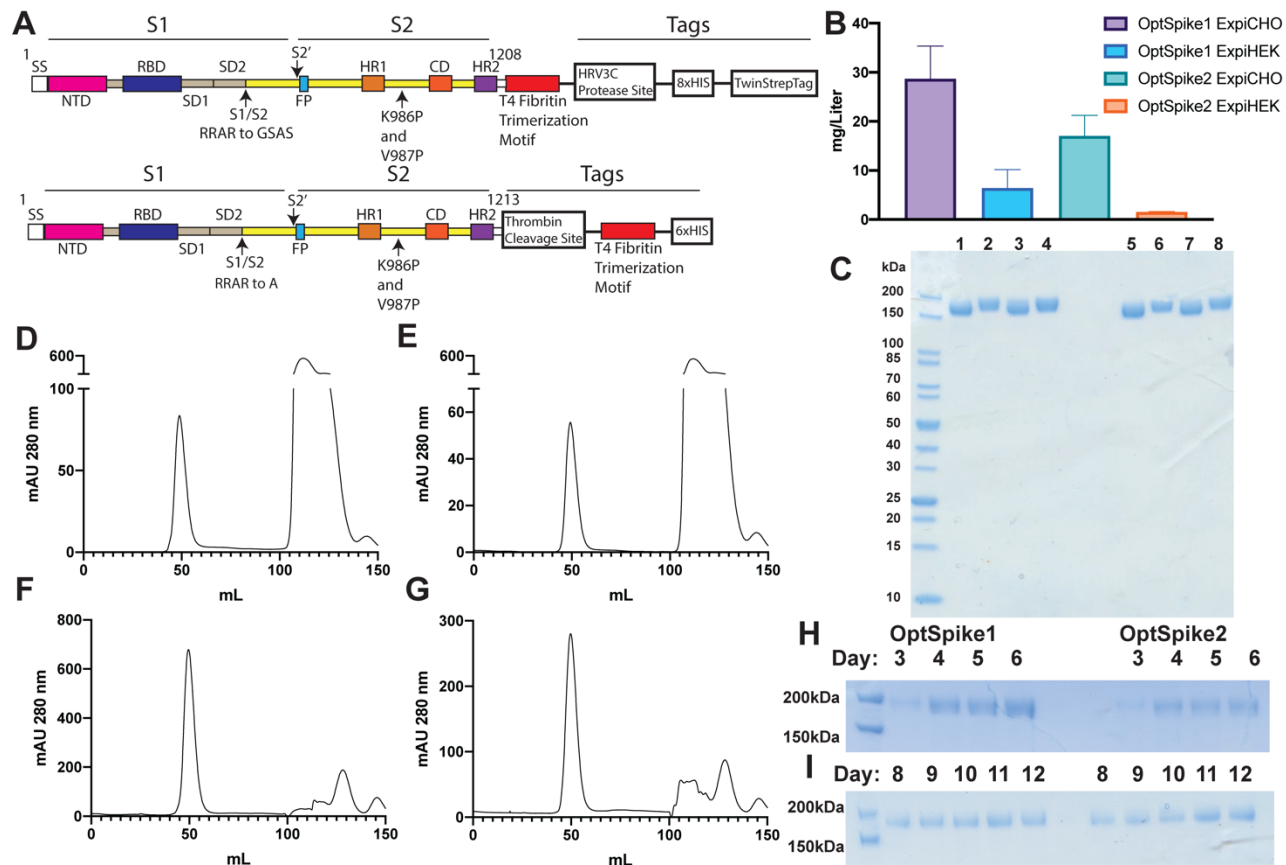 A
S1
S2
Tags
1
SS
NTD
RBD
SD1
SD2
S1/S2
RRAR to GSAS
S2'
FP
HR1
K986P
and
V987P
CD
HR2
1208
T4 Fibritin
Trimerization
Motif
HRV3C
Protease Site
8xHIS
TwinStrepTag
S1
S2
Tags
1
SS
NTD
RBD
SD1
SD2
S1/S2
RRAR to A
S2'
FP
HR1
K986P
and
V987P
CD
HR2
1213
Thrombin
Cleavage Site
T4 Fibritin
Trimerization
Motif
6xHIS
B
mg/Liter
40
30
20
10
0
OptSpike1 ExpiCHO
OptSpike1 ExpiHEK
OptSpike2 ExpiCHO
OptSpike2 ExpiHEK
C
1 2 3 4 5 6 7 8
kDa
200
150
100
85
70
60
50
40
30
25
20
15
10
D
mAU 280 nm
600
100
50
0
0 50 100 150
mL
E
mAU 280 nm
600
60
40
20
0
0 50 100 150
mL
F
mAU 280 nm
800
600
400
200
0
0 50 100 150
mL
G
mAU 280 nm
300
200
100
0
0 50 100 150
mL
H
OptSpike1 OptSpike2
Day: 3 4 5 6 3 4 5 6
200kDa
150kDa
I
Day: 8 9 10 11 12 8 9 10 11 12
200kDa
150kDa